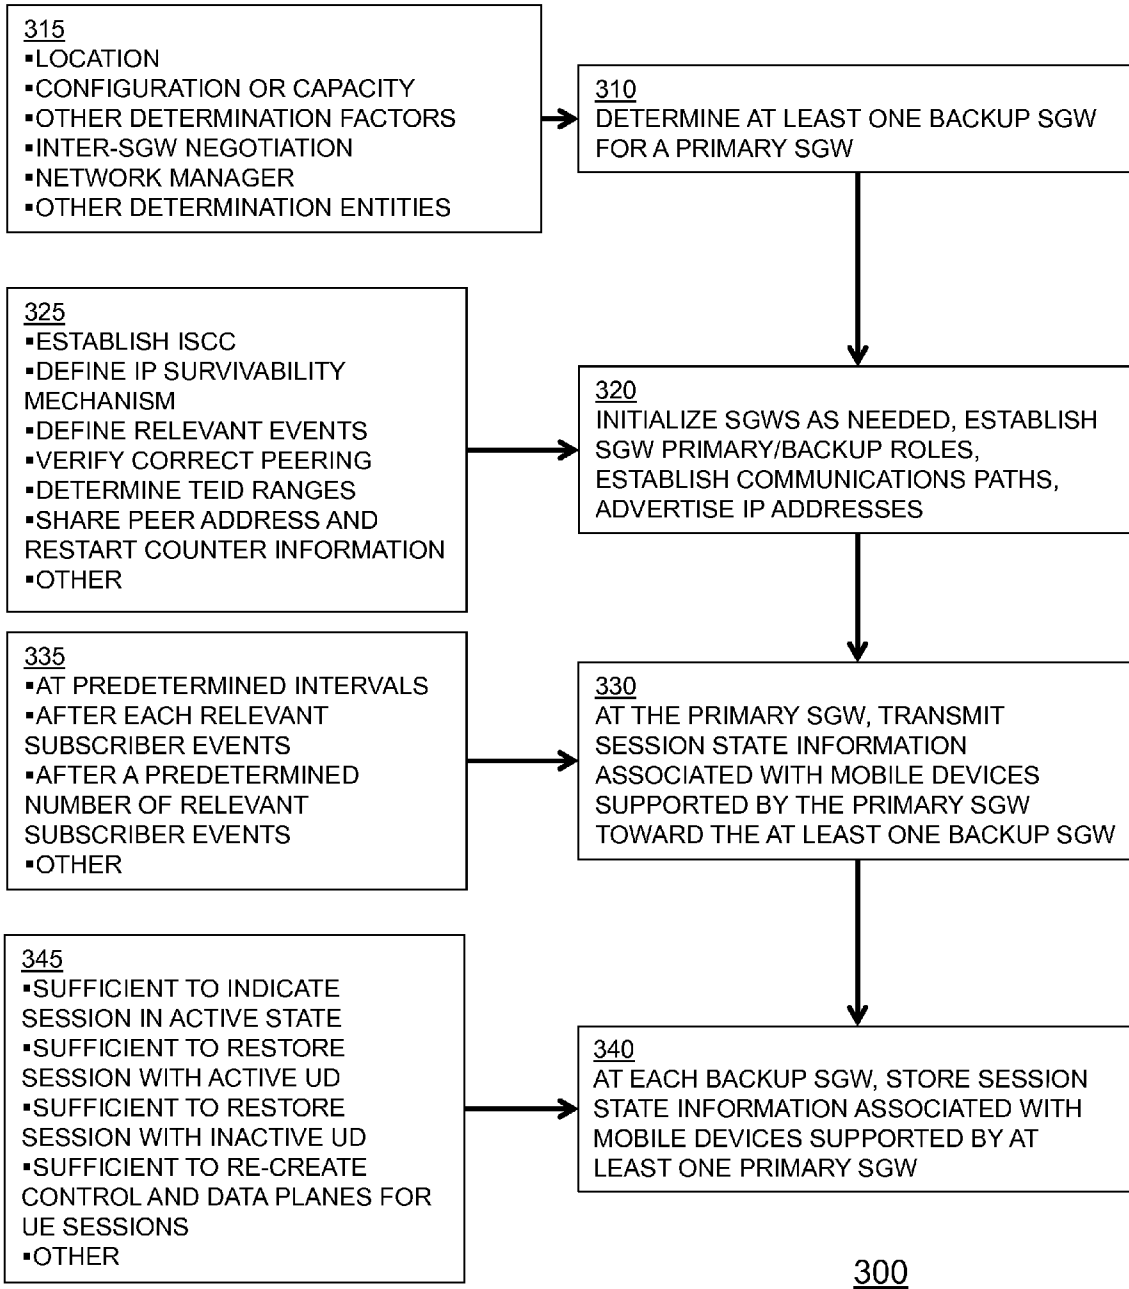 315
▪LOCATION
▪CONFIGURATION OR CAPACITY
▪OTHER DETERMINATION FACTORS
▪INTER-SGW NEGOTIATION
▪NETWORK MANAGER
▪OTHER DETERMINATION ENTITIES
310
DETERMINE AT LEAST ONE BACKUP SGW
FOR A PRIMARY SGW
325
▪ESTABLISH ISCC
▪DEFINE IP SURVIVABILITY
MECHANISM
▪DEFINE RELEVANT EVENTS
▪VERIFY CORRECT PEERING
▪DETERMINE TEID RANGES
▪SHARE PEER ADDRESS AND
RESTART COUNTER INFORMATION
▪OTHER
320
INITIALIZE SGWS AS NEEDED, ESTABLISH
SGW PRIMARY/BACKUP ROLES,
ESTABLISH COMMUNICATIONS PATHS,
ADVERTISE IP ADDRESSES
335
▪AT PREDETERMINED INTERVALS
▪AFTER EACH RELEVANT
SUBSCRIBER EVENTS
▪AFTER A PREDETERMINED
NUMBER OF RELEVANT
SUBSCRIBER EVENTS
▪OTHER
330
AT THE PRIMARY SGW, TRANSMIT
SESSION STATE INFORMATION
ASSOCIATED WITH MOBILE DEVICES
SUPPORTED BY THE PRIMARY SGW
TOWARD THE AT LEAST ONE BACKUP SGW
345
▪SUFFICIENT TO INDICATE
SESSION IN ACTIVE STATE
▪SUFFICIENT TO RESTORE
SESSION WITH ACTIVE UD
▪SUFFICIENT TO RESTORE
SESSION WITH INACTIVE UD
▪SUFFICIENT TO RE-CREATE
CONTROL AND DATA PLANES FOR
UE SESSIONS
▪OTHER
340
AT EACH BACKUP SGW, STORE SESSION
STATE INFORMATION ASSOCIATED WITH
MOBILE DEVICES SUPPORTED BY AT
LEAST ONE PRIMARY SGW
300